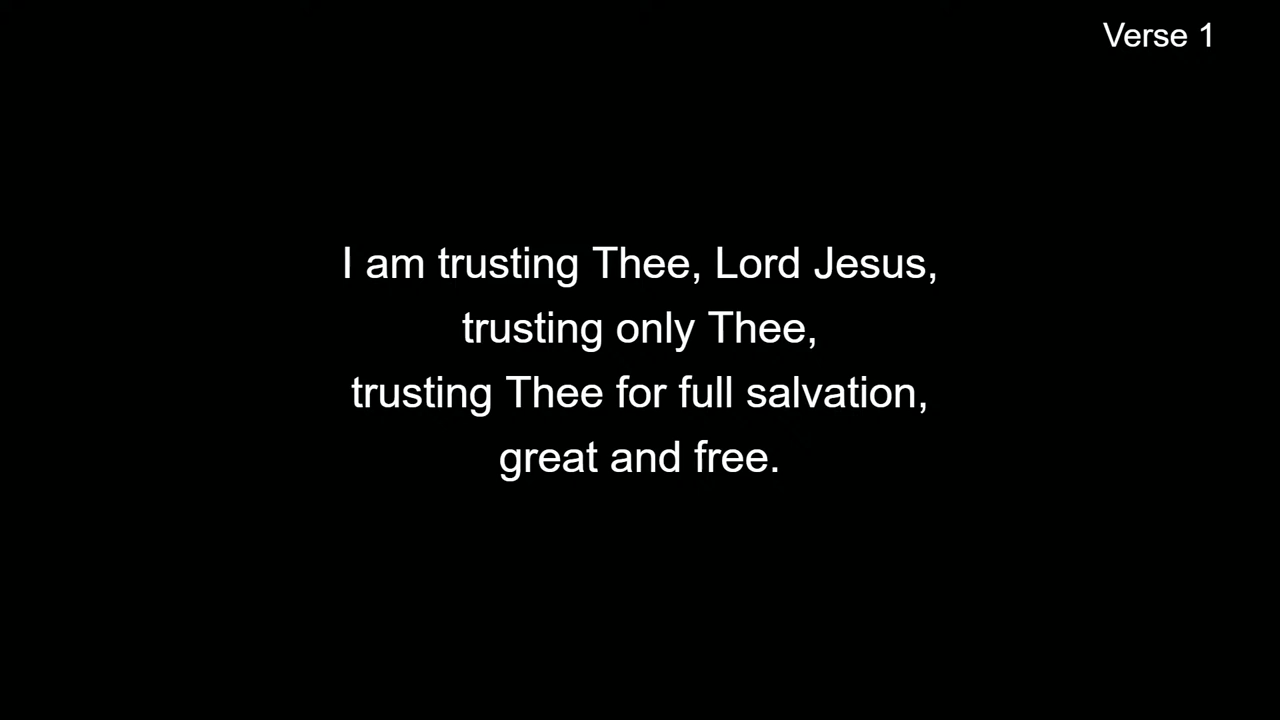 Verse 1
I am trusting Thee, Lord Jesus,
trusting only Thee,
trusting Thee for full salvation,
great and free.